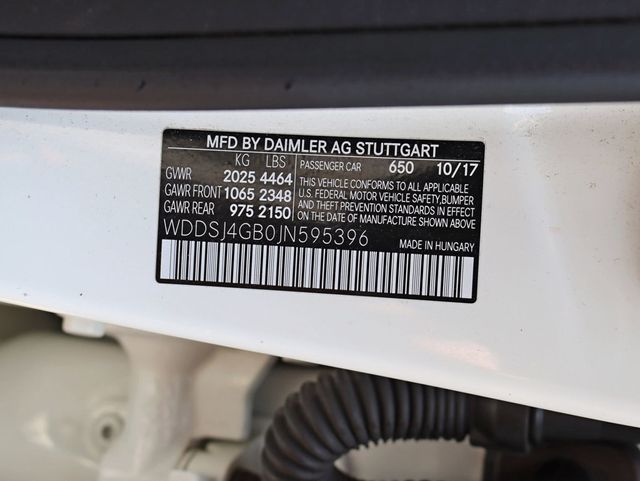 MFD BY DAIMLER AG STUTTGART
KG LBS
GVWR 2025 4464
GAWR FRONT 1065 2348
GAWR REAR 975 2150
PASSENGER CAR 650 10/17
THIS VEHICLE CONFORMS TO ALL APPLICABLE
U.S. FEDERAL MOTOR VEHICLE SAFETY, BUMPER
AND THEFT PREVENTION STANDARDS IN EFFECT
ON THE DATE OF MANUFACTURE SHOWN ABOVE
WDDSJ4GB0JN595396
MADE IN HUNGARY